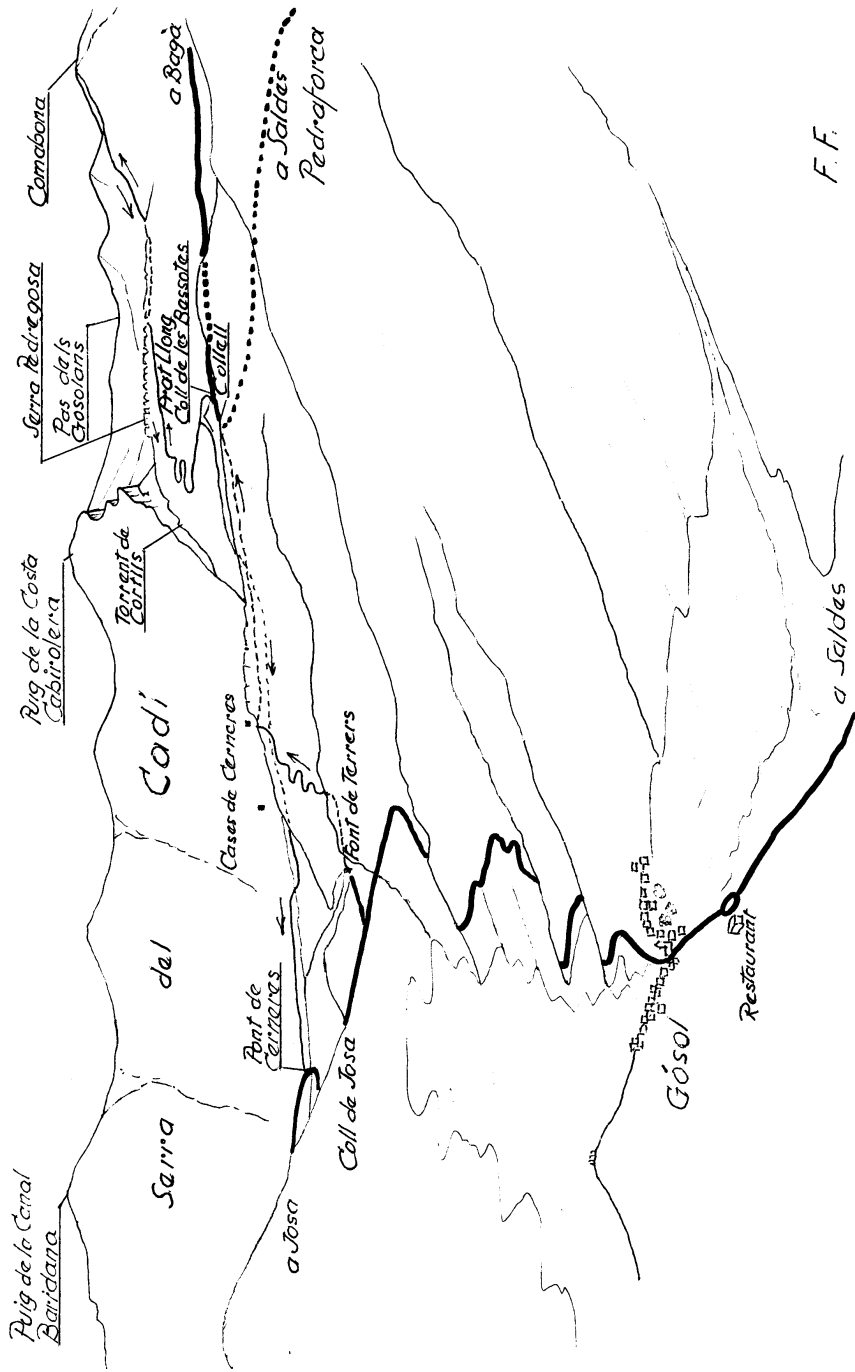 Puig de la Canal
Baridana
Puig de la Costa
Cabirolera
Serra Pedregosa
Pas dels
Gosolans
Comabona
Serra del Cadí
Torrent de
Cortils
Prat Llong
Coll de les Bassotes
Collell
a Bagà
a Saldes
Pedraforca
Cases de Cerneres
Pont de
Cerneres
Font de Terrers
a Josa
Coll de Josa
Gósol
Restaurant
a Saldes
F. F.